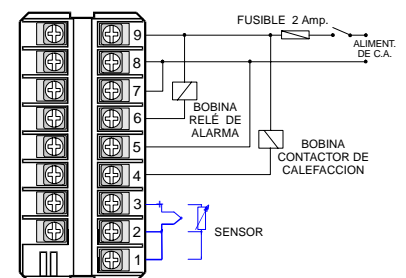 FUSIBLE 2 Amp.
ALIMENT.
DE C.A.
9
8
7
6
5
4
3
2
1
BOBINA
RELÉ DE
ALARMA
BOBINA
CONTACTOR DE
CALEFACCION
+
SENSOR